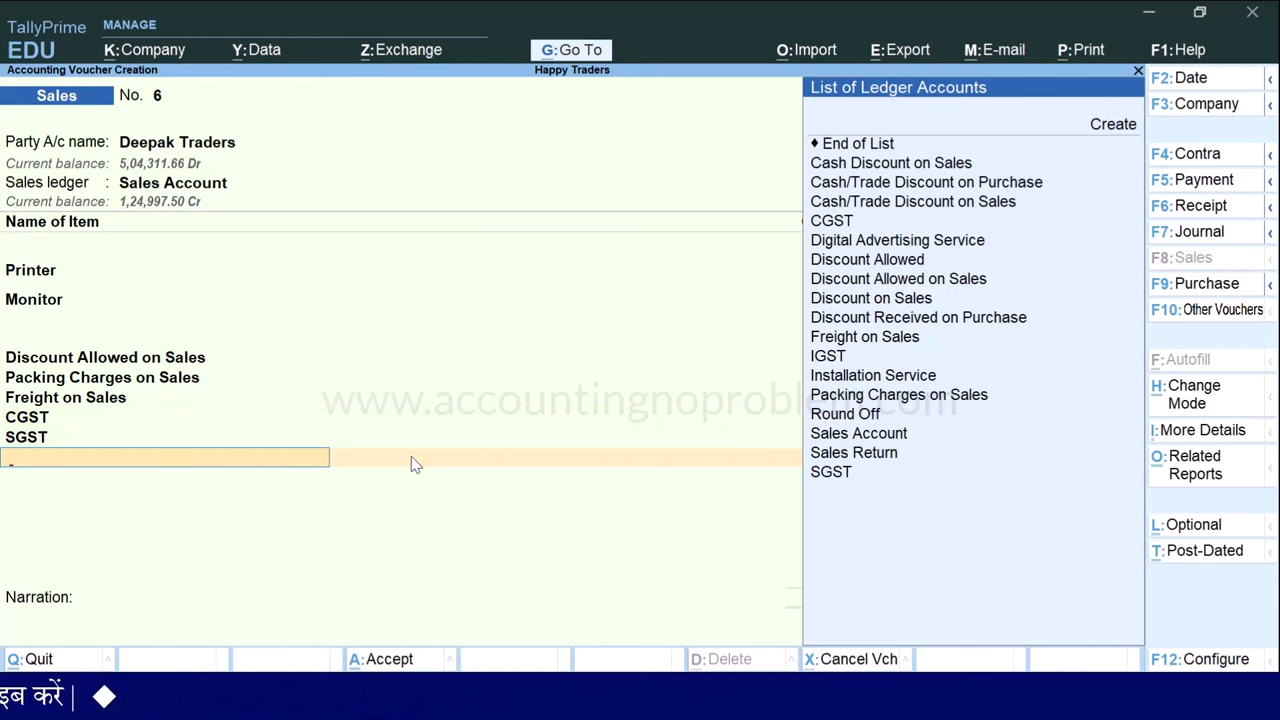 TallyPrime
EDU
MANAGE
K:Company
Y:Data
Z:Exchange
G:Go To
O:Import
E:Export
M:E-mail
P:Print
F1:Help
Accounting Voucher Creation
Happy Traders
Sales No. 6
Party A/c name: Deepak Traders
Current balance: 5,04,311.66 Dr
Sales ledger : Sales Account
Current balance: 1,24,997.50 Cr
Name of Item
Printer
Monitor
Discount Allowed on Sales
Packing Charges on Sales
Freight on Sales
CGST
SGST
Narration:
List of Ledger Accounts
Create
♦ End of List
Cash Discount on Sales
Cash/Trade Discount on Purchase
Cash/Trade Discount on Sales
CGST
Digital Advertising Service
Discount Allowed
Discount Allowed on Sales
Discount on Sales
Discount Received on Purchase
Freight on Sales
IGST
Installation Service
Packing Charges on Sales
Round Off
Sales Account
Sales Return
SGST
www.accountingnoproblem.com
F2:Date
F3:Company
F4:Contra
F5:Payment
F6:Receipt
F7:Journal
F8:Sales
F9:Purchase
F10:Other Vouchers
F:Autofill
H:Change
Mode
I:More Details
O:Related
Reports
L:Optional
T:Post-Dated
F12:Configure
Q:Quit
A:Accept
D:Delete
X:Cancel Vch
करें | ◆